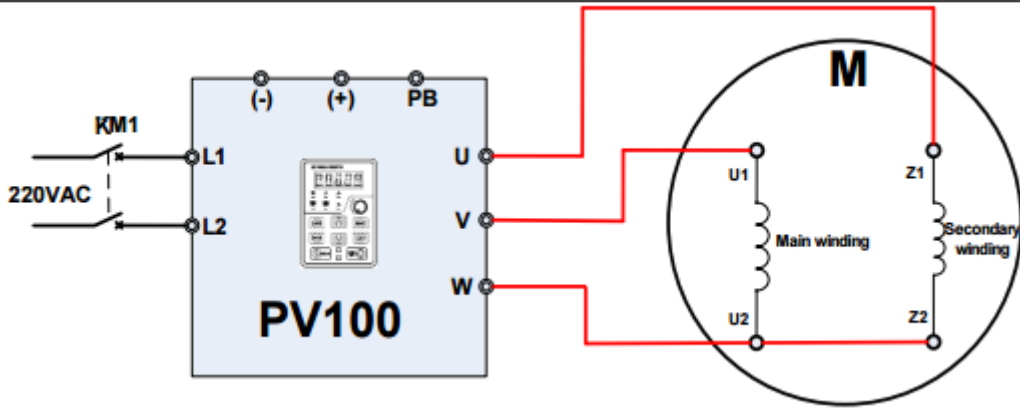 M
(-) (+) PB
KM1
L1
U
U1
Z1
220VAC
L2
V
Main winding
Secondary
winding
W
PV100
U2
Z2